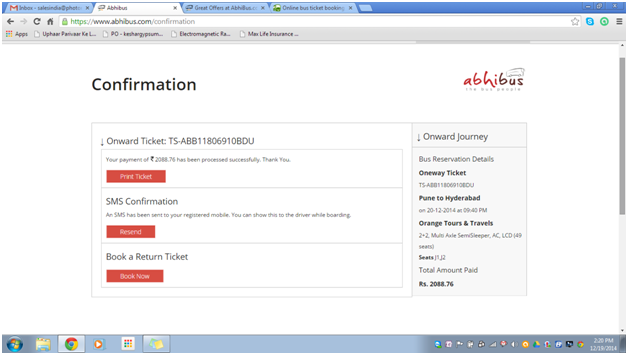 Inbox - salesindia@photo
Abhibus
Great Offers at AbhiBus.co
Online bus ticket booking
https://www.abhibus.com/confirmation
Apps
Uphaar Parivaar Ke L...
PO - keshargypsum...
Electromagnetic Ra...
Max Life Insurance ...
Confirmation
abhibus
the bus people
↓ Onward Ticket: TS-ABB11806910BDU
Your payment of ₹ 2088.76 has been processed successfully. Thank You.
Print Ticket
SMS Confirmation
An SMS has been sent to your registered mobile. You can show this to the driver while boarding.
Resend
Book a Return Ticket
Book Now
↓ Onward Journey
Bus Reservation Details
Oneway Ticket
TS-ABB11806910BDU
Pune to Hyderabad
on 20-12-2014 at 09:40 PM
Orange Tours & Travels
2+2, Multi Axle SemiSleeper, AC, LCD (49
seats)
Seats J1,J2
Total Amount Paid
Rs. 2088.76
2:20 PM
12/19/2014